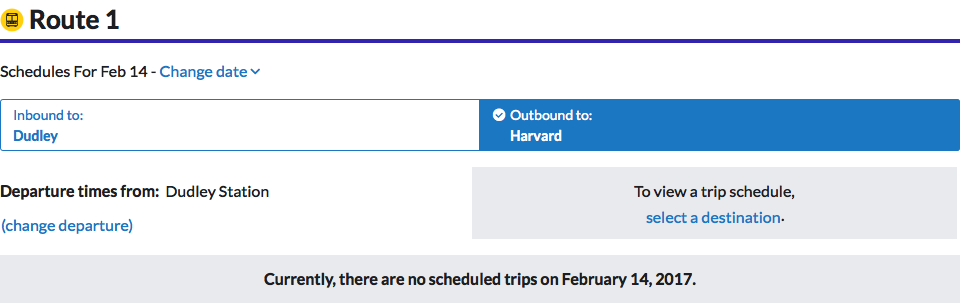 Route 1
Schedules For Feb 14 - Change date
Inbound to:
Dudley
Outbound to:
Harvard
Departure times from: Dudley Station
(change departure)
To view a trip schedule,
select a destination.
Currently, there are no scheduled trips on February 14, 2017.